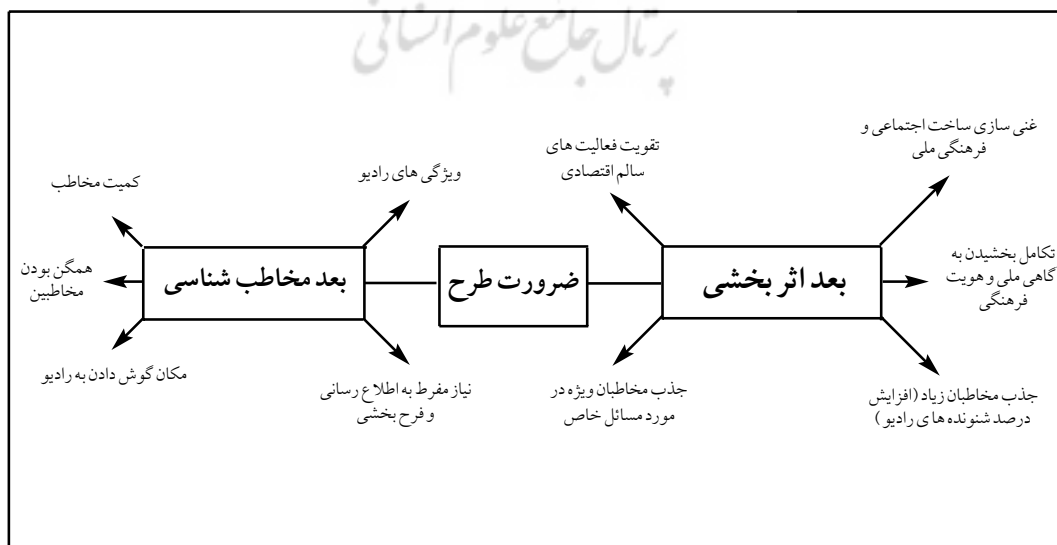 پرتال جامع علوم انسانی
غنی سازی ساخت اجتماعی و
فرهنگی ملی
تقویت فعالیت های
سالم اقتصادی
ویژگی های رادیو
کمیت مخاطب
بعد اثر بخشی
ضرورت طرح
بعد مخاطب شناسی
تکامل بخشیدن به
گاهی ملی و هویت
فرهنگی
همگن بودن
مخاطبین
جذب مخاطبان زیاد (افزایش
درصد شنونده های رادیو)
جذب مخاطبان ویژه در
مورد مسائل خاص
نیاز مفرط به اطلاع رسانی
و فرح بخشی
مکان گوش دادن به رادیو